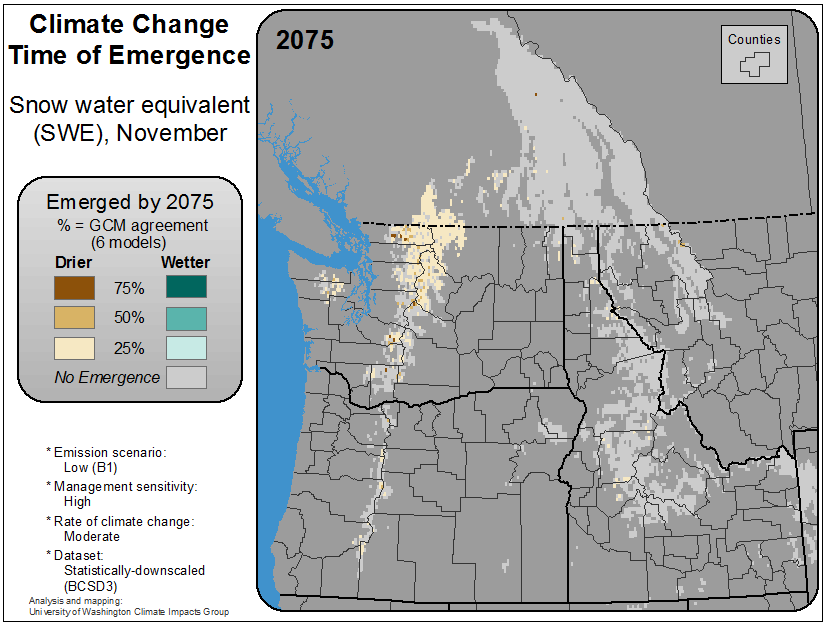 Climate Change
Time of Emergence
Snow water equivalent
(SWE), November
Emerged by 2075
% = GCM agreement
(6 models)
Drier Wetter
75%
50%
25%
No Emergence
* Emission scenario:
Low (B1)
* Management sensitivity:
High
* Rate of climate change:
Moderate
* Dataset:
Statistically-downscaled
(BCSD3)
Analysis and mapping:
University of Washington Climate Impacts Group
2075
Counties